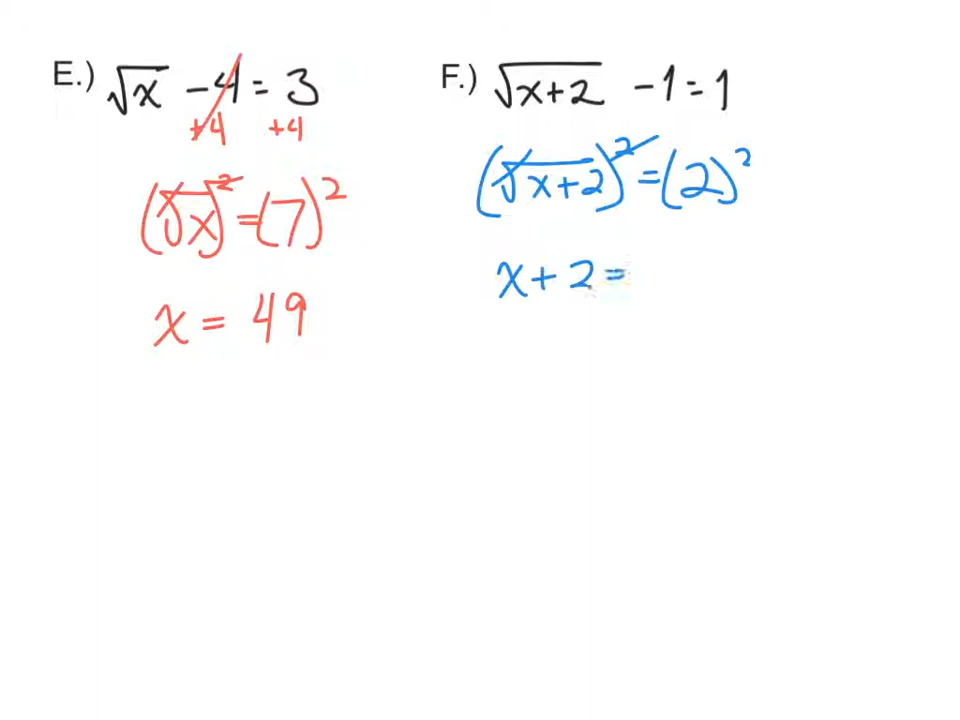 E.) √x - 4 = 3
+4 +4
(√x)² = (7)²
x = 49
F.) √x+2 - 1 = 1
(√x+2)² = (2)²
x + 2 =